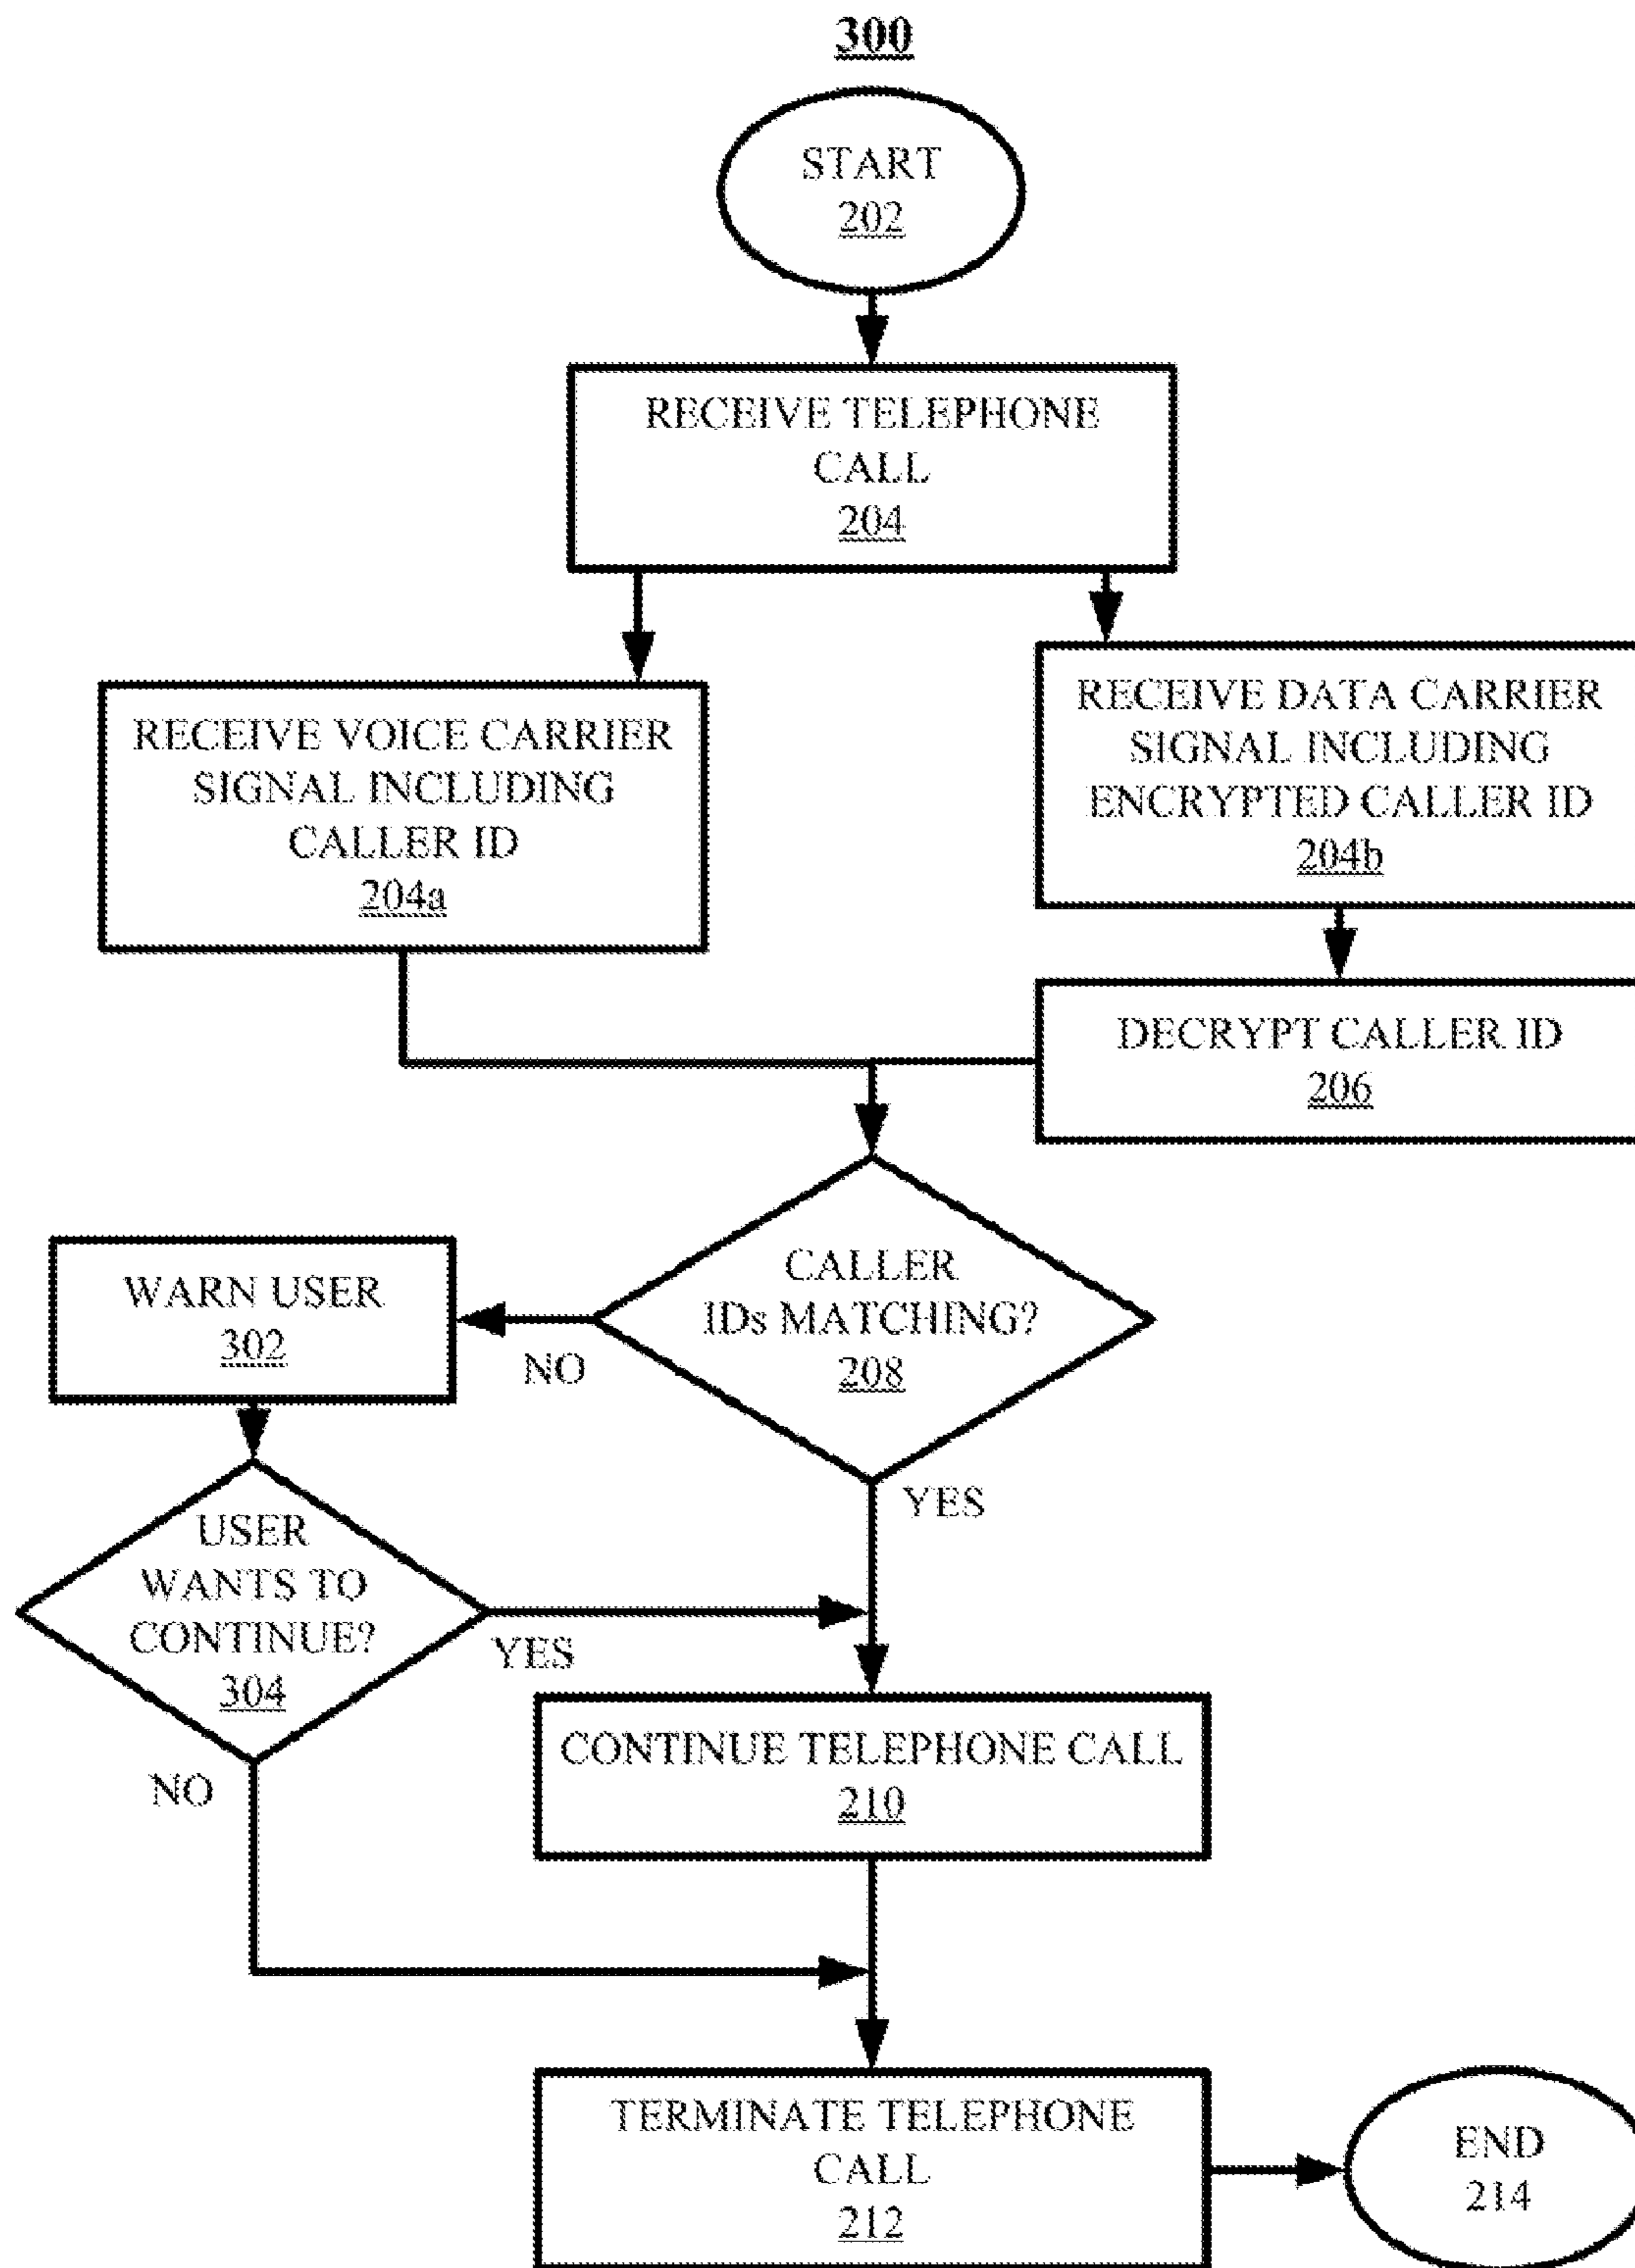 300
START
202
RECEIVE TELEPHONE
CALL
204
RECEIVE VOICE CARRIER
SIGNAL INCLUDING
CALLER ID
204a
RECEIVE DATA CARRIER
SIGNAL INCLUDING
ENCRYPTED CALLER ID
204b
DECRYPT CALLER ID
206
CALLER
IDs MATCHING?
208
WARN USER
302
NO
YES
USER
WANTS TO
CONTINUE?
304
YES
NO
CONTINUE TELEPHONE CALL
210
TERMINATE TELEPHONE
CALL
212
END
214